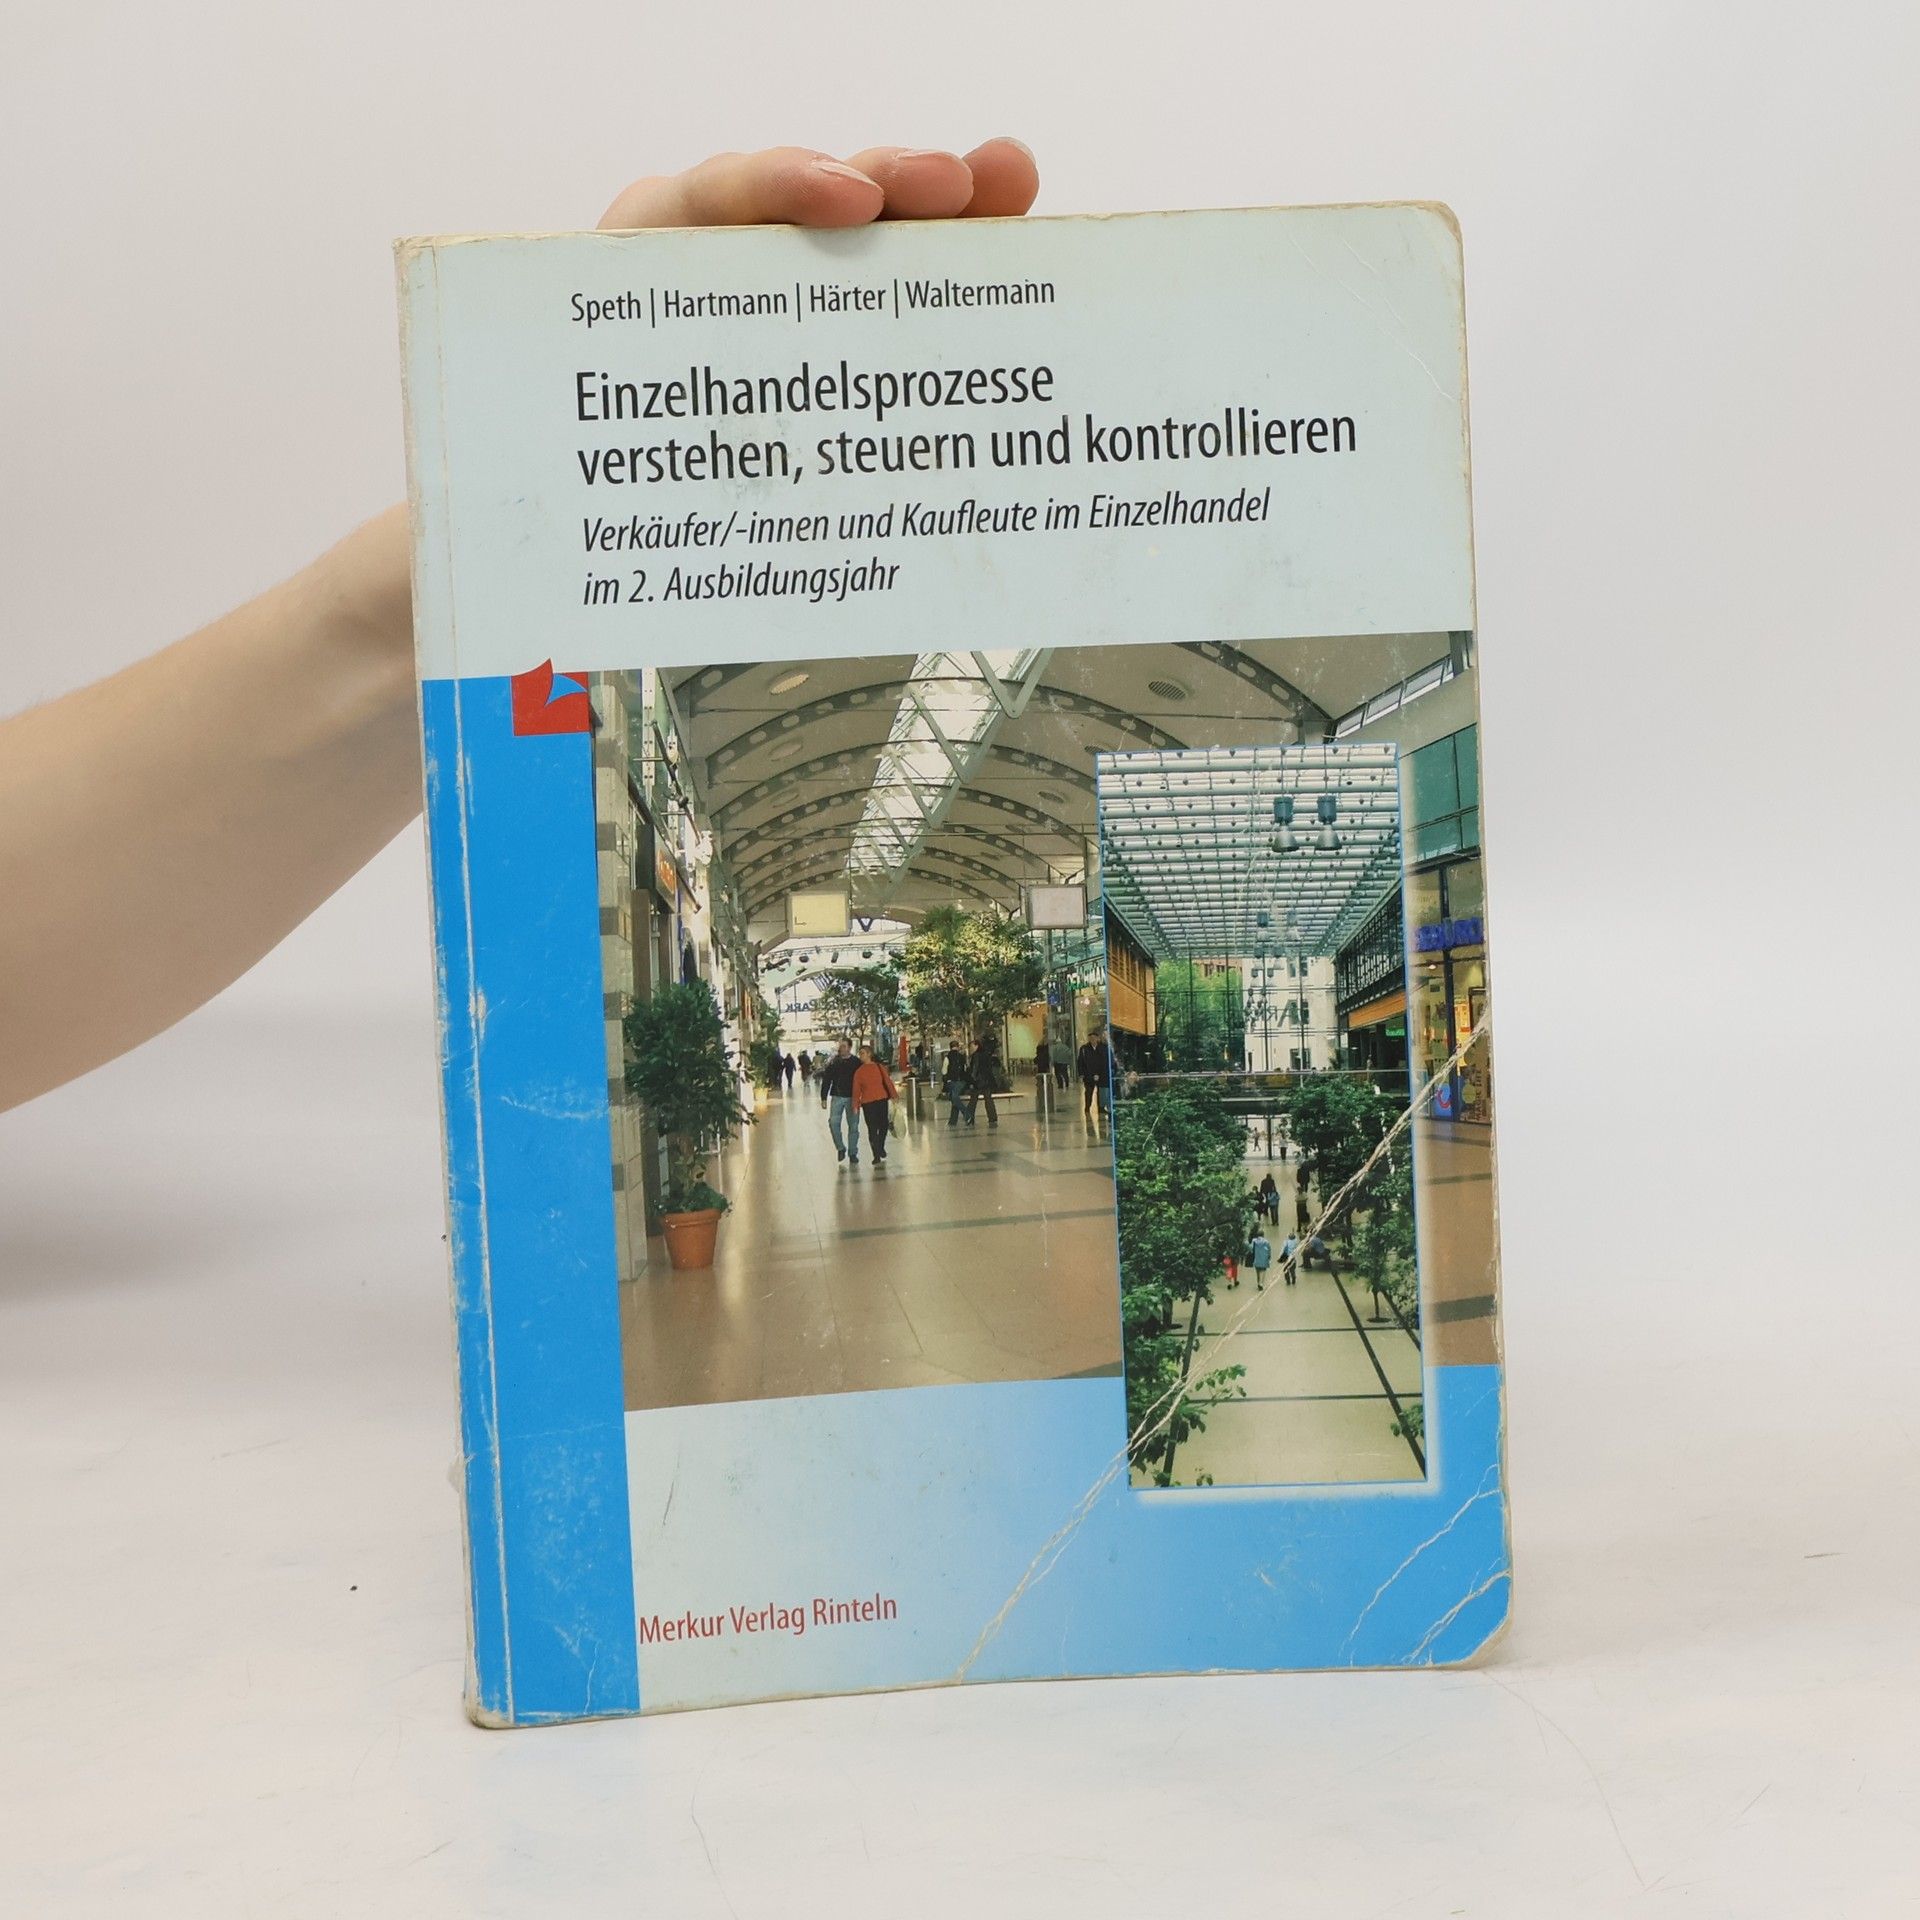 Speth | Hartmann | Härter | Waltermann
Einzelhandelsprozesse
verstehen, steuern und kontrollieren
Verkäufer/-innen und Kaufleute im Einzelhandel
im 2. Ausbildungsjahr
Merkur Verlag Rinteln